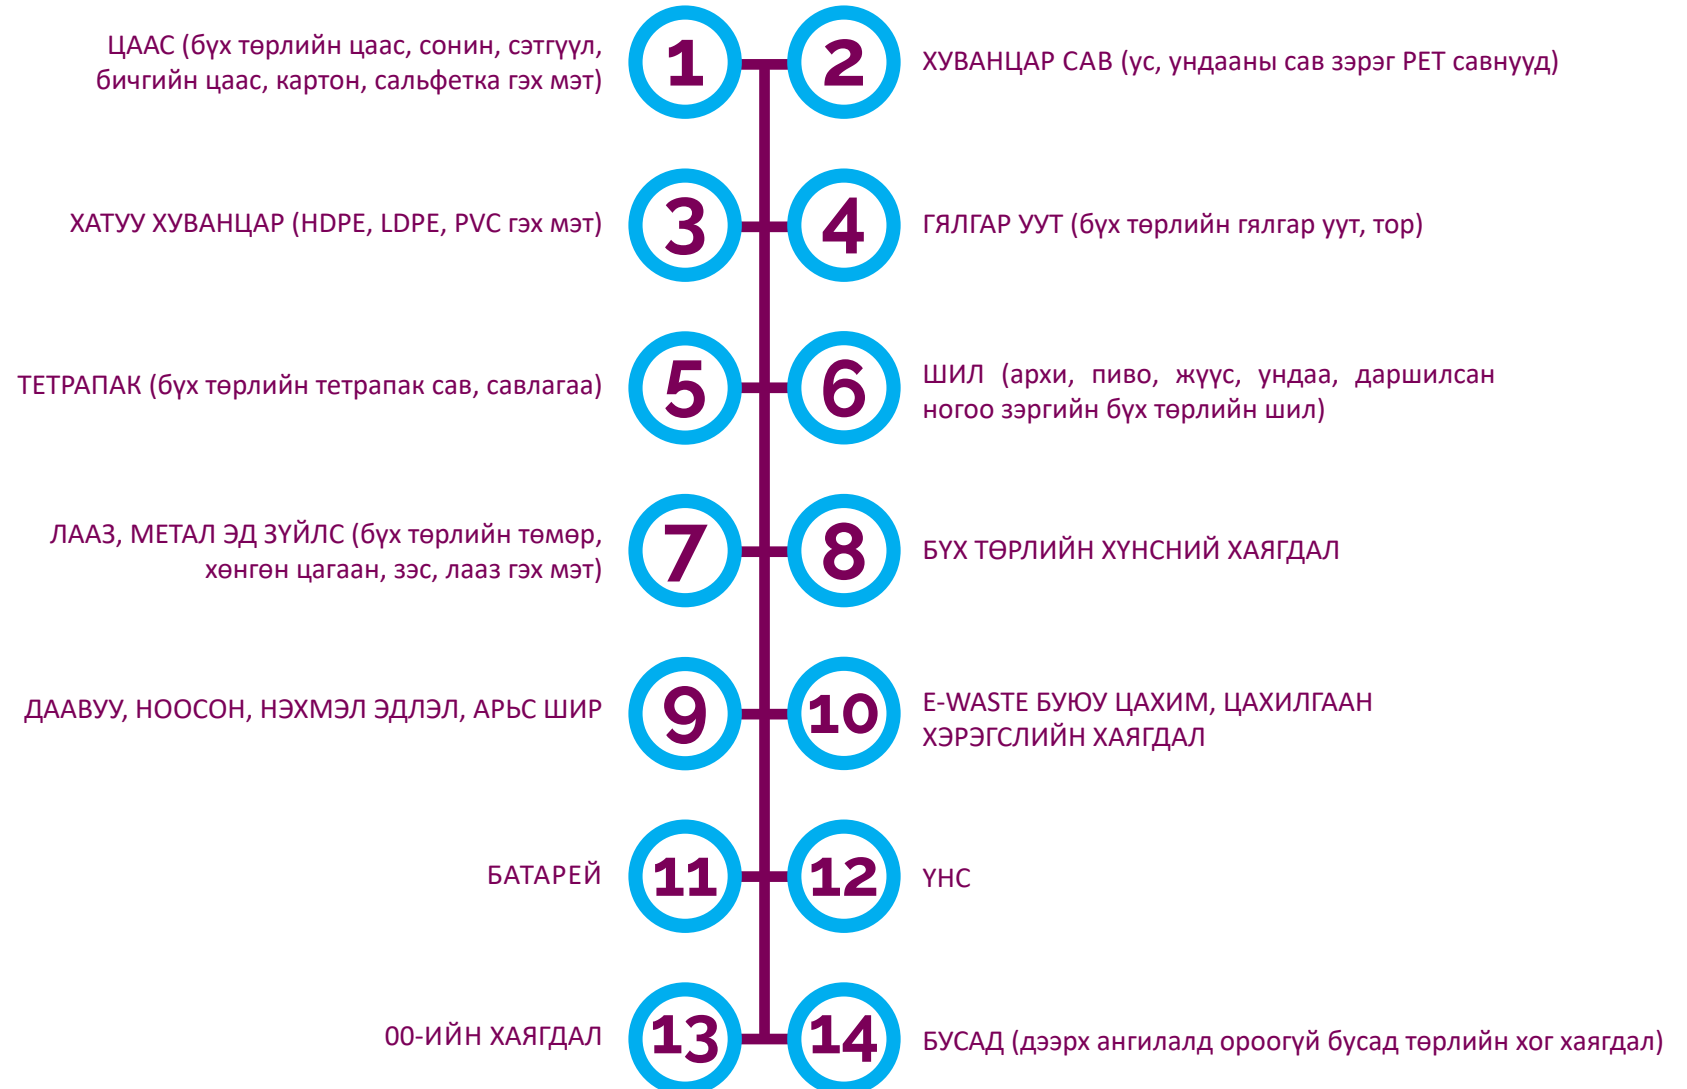 ЦААС (бүх төрлийн цаас, сонин, сэтгүүл,
бичгийн цаас, картон, сальфетка гэх мэт)
1
2
ХУВАНЦАР САВ (ус, ундааны сав зэрэг PET савнууд)
ХАТУУ ХУВАНЦАР (HDPE, LDPE, PVC гэх мэт)
3
4
ГЯЛГАР УУТ (бүх төрлийн гялгар уут, тор)
ТЕТРАПАК (бүх төрлийн тетрапак сав, савлагаа)
5
6
ШИЛ (архи, пиво, жүүс, ундаа, даршилсан
ногоо зэргийн бүх төрлийн шил)
ЛААЗ, МЕТАЛ ЭД ЗҮЙЛС (бүх төрлийн төмөр,
хөнгөн цагаан, зэс, лааз гэх мэт)
7
8
БҮХ ТӨРЛИЙН ХҮНСНИЙ ХАЯГДАЛ
ДААВУУ, НООСОН, НЭХМЭЛ ЭДЛЭЛ, АРЬС ШИР
9
10
E-WASTE БУЮУ ЦАХИМ, ЦАХИЛГААН
ХЭРЭГСЛИЙН ХАЯГДАЛ
БАТАРЕЙ
11
12
ҮНС
00-ИЙН ХАЯГДАЛ
13
14
БУСАД (дээрх ангилалд ороогүй бусад төрлийн хог хаягдал)